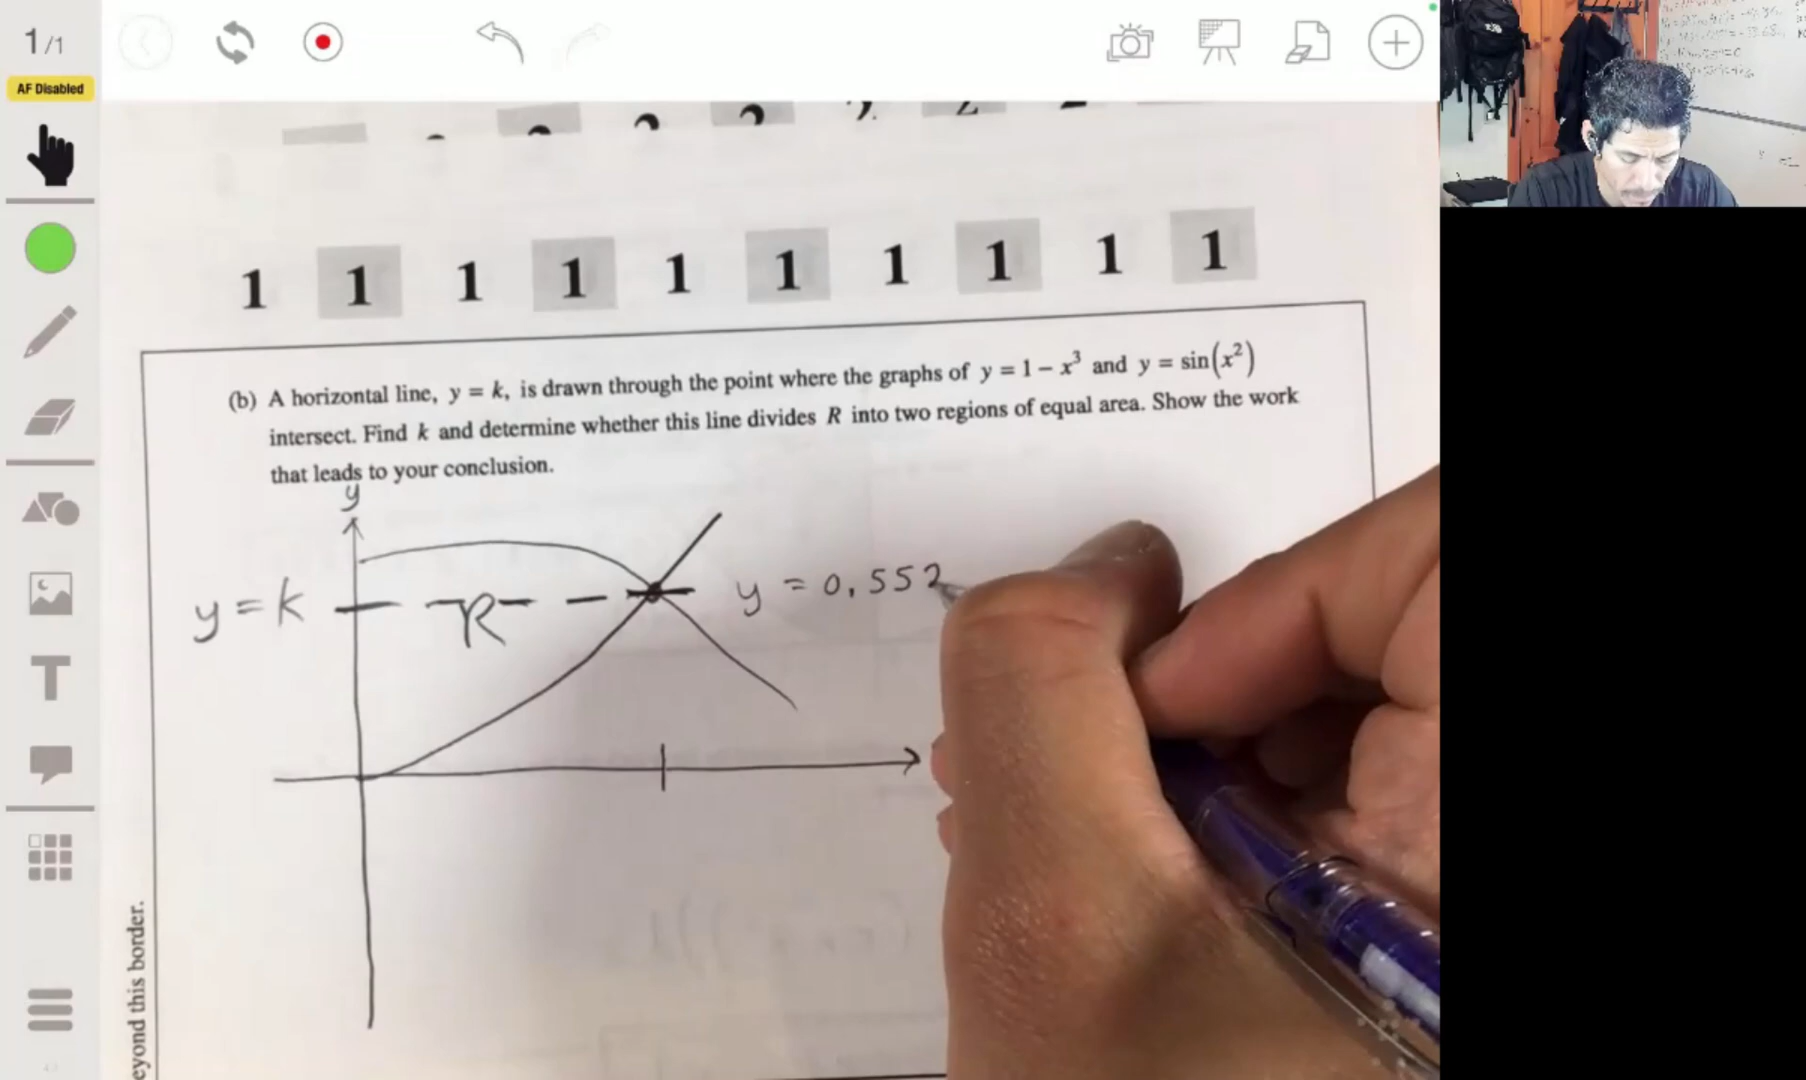 1/1
AF Disabled
T
1 1 1 1 1 1 1 1 1 1
(b) A horizontal line, y = k, is drawn through the point where the graphs of y = 1 − x³ and y = sin(x²)
intersect. Find k and determine whether this line divides R into two regions of equal area. Show the work
that leads to your conclusion.
y
y = k
R
y = 0.552
eyond this border.